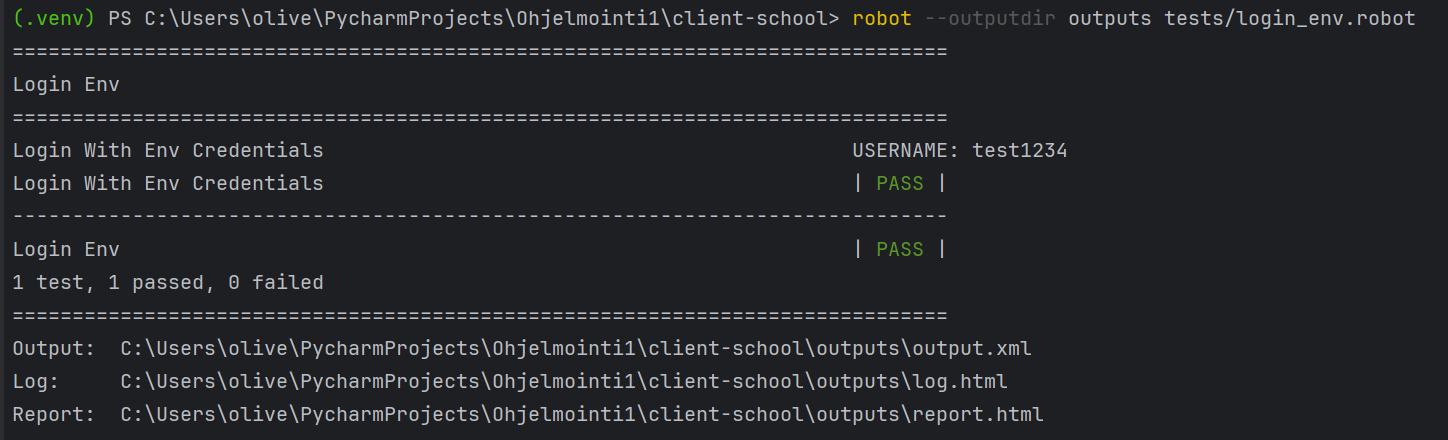 (.venv) PS C:\Users\olive\PycharmProjects\Ohjelmointi1\client-school> robot --outputdir outputs tests/login_env.robot
==============================================================================
Login Env
==============================================================================
Login With Env Credentials                                            USERNAME: test1234
Login With Env Credentials                                            | PASS |
------------------------------------------------------------------------------
Login Env                                                             | PASS |
1 test, 1 passed, 0 failed
==============================================================================
Output:  C:\Users\olive\PycharmProjects\Ohjelmointi1\client-school\outputs\output.xml
Log:     C:\Users\olive\PycharmProjects\Ohjelmointi1\client-school\outputs\log.html
Report:  C:\Users\olive\PycharmProjects\Ohjelmointi1\client-school\outputs\report.html